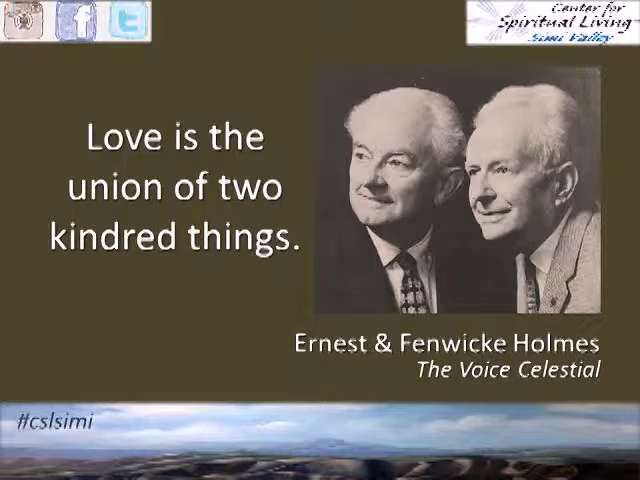 Center for
Spiritual Living
Simi Valley
Love is the
union of two
kindred things.
Ernest & Fenwicke Holmes
The Voice Celestial
#cslsimi